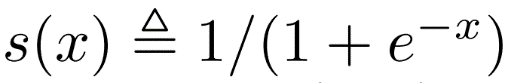 s(x) ≜ 1/(1 + e^{-x})